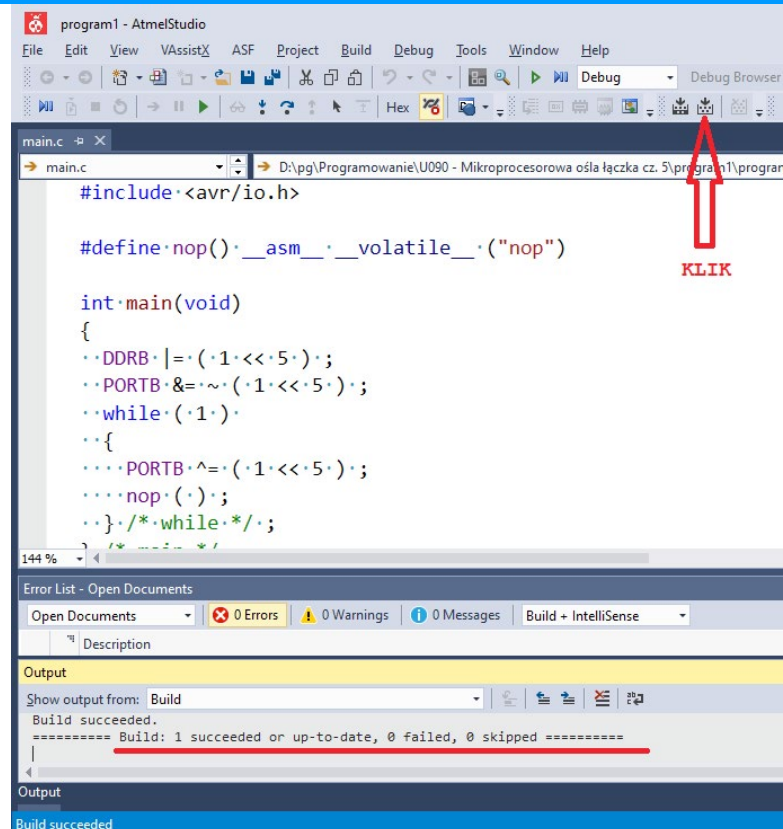 program1 - AtmelStudio
File Edit View VAssistX ASF Project Build Debug Tools Window Help
Debug Debug Browser
Hex
main.c
main.c D:\pg\Programowanie\U090 - Mikroprocesorowa ośla łączka cz. 5\program1\program
#include·<avr/io.h>
#define·nop()·__asm__·__volatile__·("nop")
KLIK
int·main(void)
{
··DDRB·|=·(·1·<<·5·)·;
··PORTB·&=·~·(·1·<<·5·)·;
··while·(·1·)·
··{
····PORTB·^=·(·1·<<·5·)·;
····nop·(·)·;
··}·/*·while·*/·;
}·/*·main·*/
144 %
Error List - Open Documents
Open Documents 0 Errors 0 Warnings 0 Messages Build + IntelliSense
Description
Output
Show output from: Build
Build succeeded.
========== Build: 1 succeeded or up-to-date, 0 failed, 0 skipped ==========
Output
Build succeeded